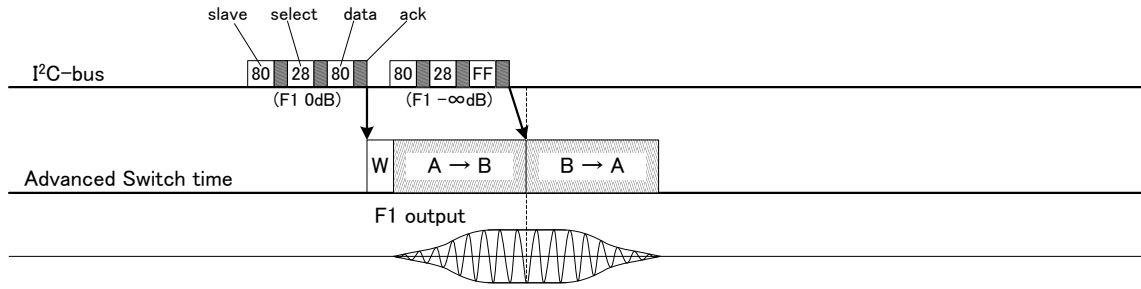 slave select data ack
I²C-bus 80 28 80 80 28 FF
(F1 0dB) (F1 −∞dB)
Advanced Switch time W A → B B → A
F1 output